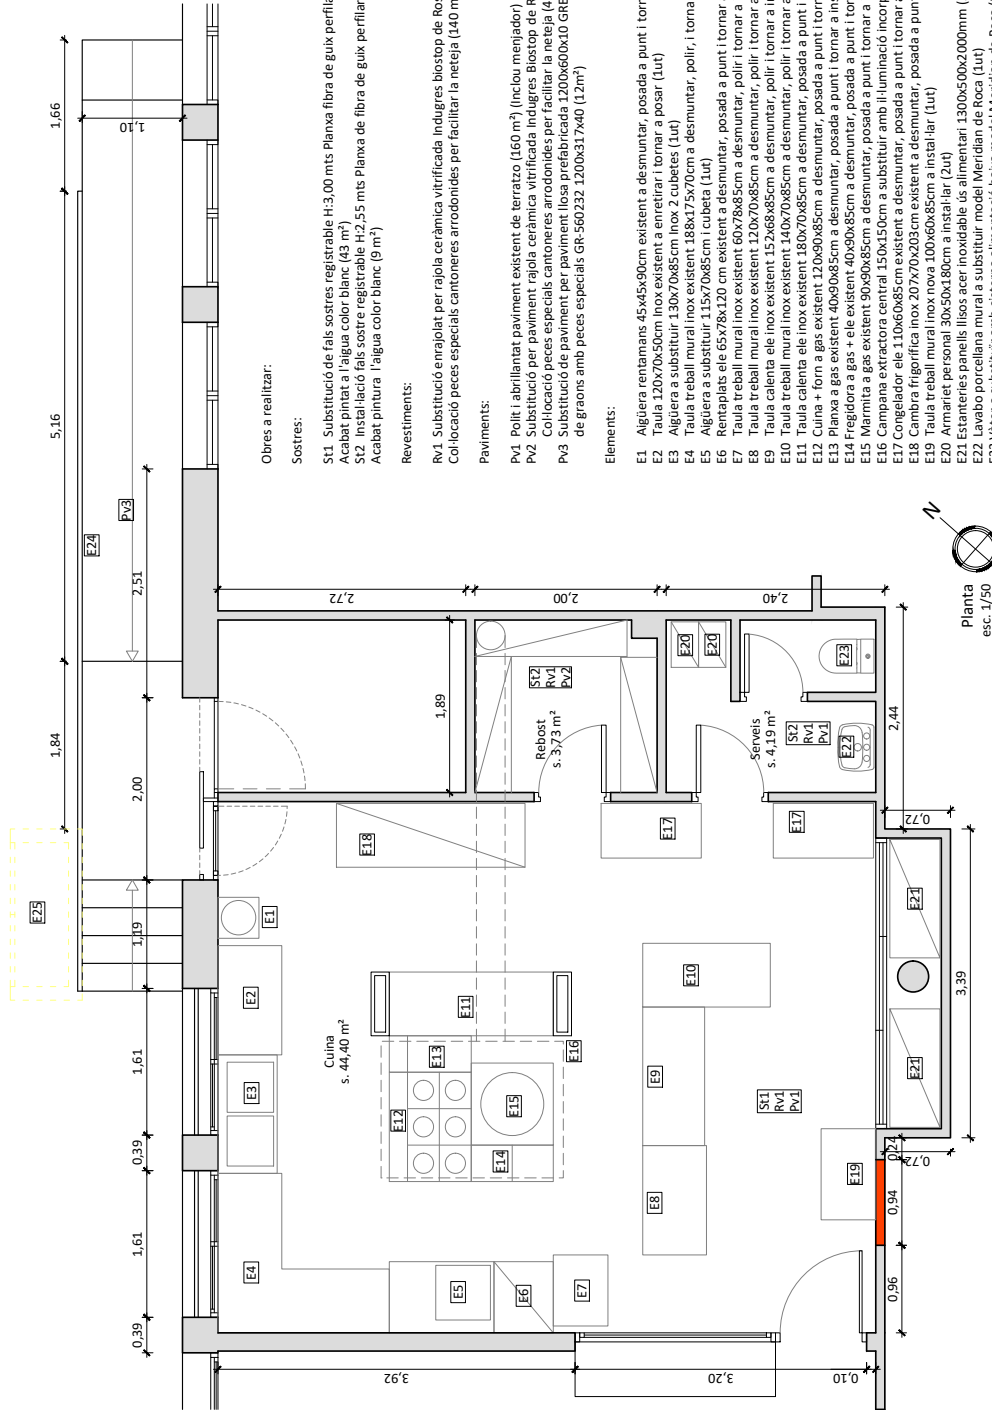 Obres a realitzar:
Sostres:
St1 Substitució de fals sostres registrable H:3,00 mts Planxa fibra de guix perfila
Acabat pintat a l'aigua color blanc (43 m²)
St2 Instal·lació fals sostre registrable H:2,55 mts Planxa de fibra de guix perfilar
Acabat pintura l'aigua color blanc (9 m²)
Revestiments:
Rv1 Substitució enrajolat per rajola ceràmica vitrificada Indugres biostop de Ros
Col·locació peces especials cantoneres arrodonides per facilitar la neteja (140 m
Paviments:
Pv1 Polit i abrillantat paviment existent de terratzo (160 m²) (Inclou menjador)
Pv2 Substitució per paviment rajola ceràmica vitrificada Indugres Biostop de R
Col·locació peces especials cantoneres arrodonides per facilitar la neteja (4
Pv3 Substitució de paviment per paviment llosa prefabricada 1200x600x10 GRE
de graons amb peces especials GR-560232 1200x317x40 (12m²)
Elements:
E1 Aigüera rentamans 45x45x90cm existent a desmuntar, posada a punt i torn
E2 Taula 120x70x50cm Inox existent a enretirar i tornar a posar (1ut)
E3 Aigüera a substituir 130x70x85cm Inox 2 cubetes (1ut)
E4 Taula treball mural inox existent 188x175x70cm a desmuntar, polir, i torna
E5 Aigüera a substituir 115x70x85cm i cubeta (1ut)
E6 Rentaplats ele 65x78x120 cm existent a desmuntar, posada a punt i tornar
E7 Taula treball mural inox existent 60x78x85cm a desmuntar, polir i tornar a
E8 Taula treball mural inox existent 120x70x85cm a desmuntar, polir i tornar a
E9 Taula calenta ele inox existent 152x68x85cm a desmuntar, polir i tornar a i
E10 Taula treball mural inox existent 140x70x85cm a desmuntar, polir i tornar a
E11 Taula calenta ele inox existent 180x70x85cm a desmuntar, posada a punt i
E12 Cuina + forn a gas existent 120x90x85cm a desmuntar, posada a punt i torn
E13 Planxa a gas existent 40x90x85cm a desmuntar, posada a punt i tornar a ins
E14 Fregidora a gas + ele existent 40x90x85cm a desmuntar, posada a punt i tor
E15 Marmita a gas existent 90x90x85cm a desmuntar, posada a punt i tornar a
E16 Campana extractora central 150x150cm a substituir amb il·luminació incorp
E17 Congelador ele 110x60x85cm existent a desmuntar, posada a punt i tornar a
E18 Cambra frigorífica inox 207x70x203cm existent a desmuntar, posada a pun
E19 Taula treball mural inox nova 100x60x85cm a instal·lar (1ut)
E20 Armariet personal 30x50x180cm a instal·lar (2ut)
E21 Estanteries panells llisos acer inoxidable ús alimentari 1300x500x2000mm (
E22 Lavabo porcellana mural a substituir model Meridian de Roca (1ut)
N
Planta
esc. 1/50
1,66
1,10
5,16
E24
Pv3
2,51
1,84
2,00
E25
1,19
1,61
0,39
1,61
0,39
2,72
2,00
2,40
1,89
St2
Rv1
Pv2
Rebost
s. 3,73 m²
E20
E20
E23
Serveis
s. 4,19 m²
St2
Rv1
Pv1
E22
2,44
E18
E17
E17
0,72
E1
E2
E3
Cuina
s. 44,40 m²
E11
E10
E13
E16
E12
E15
E14
E9
E8
St1
Rv1
Pv1
E21
E21
3,39
0,24
0,72
E19
0,94
0,96
E4
E5
E6
E7
3,92
3,20
0,10